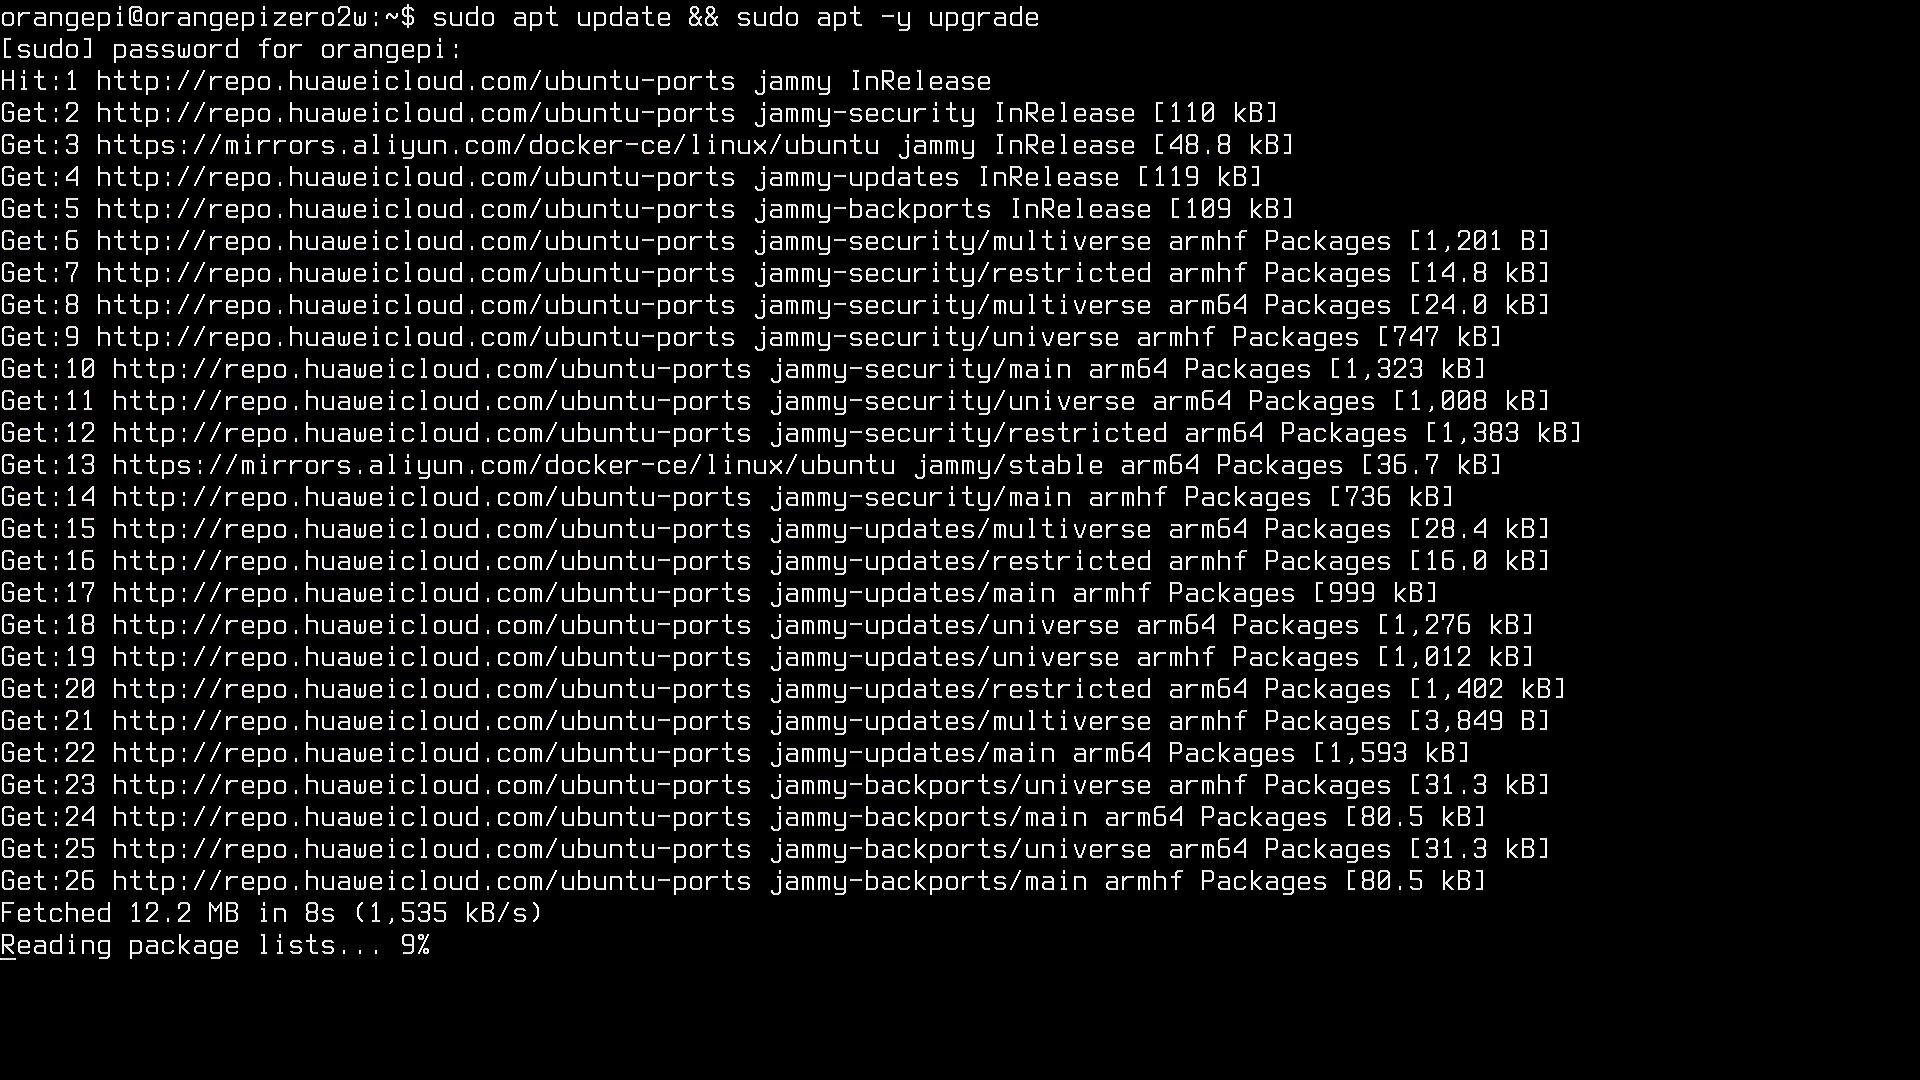 orangepi@orangepizero2w:~$ sudo apt update && sudo apt -y upgrade
[sudo] password for orangepi:
Hit:1 http://repo.huaweicloud.com/ubuntu-ports jammy InRelease
Get:2 http://repo.huaweicloud.com/ubuntu-ports jammy-security InRelease [110 kB]
Get:3 https://mirrors.aliyun.com/docker-ce/linux/ubuntu jammy InRelease [48.8 kB]
Get:4 http://repo.huaweicloud.com/ubuntu-ports jammy-updates InRelease [119 kB]
Get:5 http://repo.huaweicloud.com/ubuntu-ports jammy-backports InRelease [109 kB]
Get:6 http://repo.huaweicloud.com/ubuntu-ports jammy-security/multiverse armhf Packages [1,201 B]
Get:7 http://repo.huaweicloud.com/ubuntu-ports jammy-security/restricted armhf Packages [14.8 kB]
Get:8 http://repo.huaweicloud.com/ubuntu-ports jammy-security/multiverse arm64 Packages [24.0 kB]
Get:9 http://repo.huaweicloud.com/ubuntu-ports jammy-security/universe armhf Packages [747 kB]
Get:10 http://repo.huaweicloud.com/ubuntu-ports jammy-security/main arm64 Packages [1,323 kB]
Get:11 http://repo.huaweicloud.com/ubuntu-ports jammy-security/universe arm64 Packages [1,008 kB]
Get:12 http://repo.huaweicloud.com/ubuntu-ports jammy-security/restricted arm64 Packages [1,383 kB]
Get:13 https://mirrors.aliyun.com/docker-ce/linux/ubuntu jammy/stable arm64 Packages [36.7 kB]
Get:14 http://repo.huaweicloud.com/ubuntu-ports jammy-security/main armhf Packages [736 kB]
Get:15 http://repo.huaweicloud.com/ubuntu-ports jammy-updates/multiverse arm64 Packages [28.4 kB]
Get:16 http://repo.huaweicloud.com/ubuntu-ports jammy-updates/restricted armhf Packages [16.0 kB]
Get:17 http://repo.huaweicloud.com/ubuntu-ports jammy-updates/main armhf Packages [999 kB]
Get:18 http://repo.huaweicloud.com/ubuntu-ports jammy-updates/universe arm64 Packages [1,276 kB]
Get:19 http://repo.huaweicloud.com/ubuntu-ports jammy-updates/universe armhf Packages [1,012 kB]
Get:20 http://repo.huaweicloud.com/ubuntu-ports jammy-updates/restricted arm64 Packages [1,402 kB]
Get:21 http://repo.huaweicloud.com/ubuntu-ports jammy-updates/multiverse armhf Packages [3,849 B]
Get:22 http://repo.huaweicloud.com/ubuntu-ports jammy-updates/main arm64 Packages [1,593 kB]
Get:23 http://repo.huaweicloud.com/ubuntu-ports jammy-backports/universe armhf Packages [31.3 kB]
Get:24 http://repo.huaweicloud.com/ubuntu-ports jammy-backports/main arm64 Packages [80.5 kB]
Get:25 http://repo.huaweicloud.com/ubuntu-ports jammy-backports/universe arm64 Packages [31.3 kB]
Get:26 http://repo.huaweicloud.com/ubuntu-ports jammy-backports/main armhf Packages [80.5 kB]
Fetched 12.2 MB in 8s (1,535 kB/s)
Reading package lists... 9%